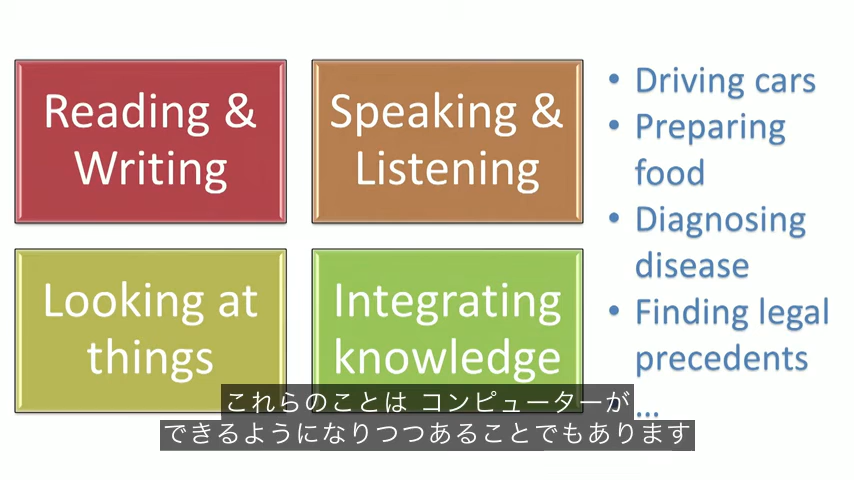 Reading &
Writing
Speaking &
Listening
Looking at
things
Integrating
knowledge
• Driving cars
• Preparing
food
• Diagnosing
disease
• Finding legal
precedents
...
これらのことは コンピューターが
できるようになりつつあることでもあります